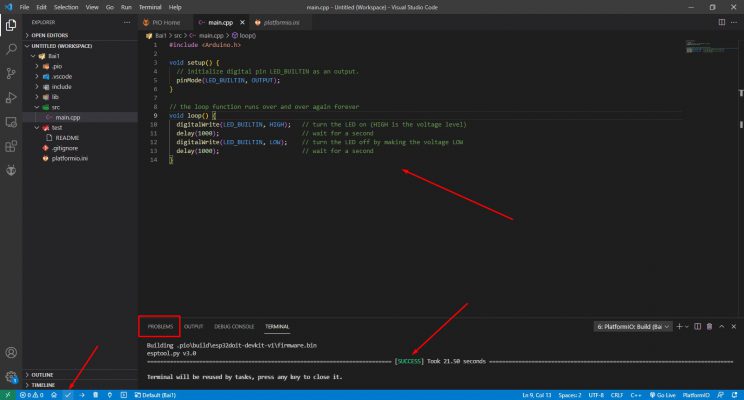 File Edit Selection View Go Run Terminal Help
main.cpp - Untitled (Workspace) - Visual Studio Code
EXPLORER
OPEN EDITORS
UNTITLED (WORKSPACE)
Bai1
.pio
.vscode
include
lib
src
main.cpp
test
README
.gitignore
platformio.ini
OUTLINE
TIMELINE
PIO Home
main.cpp
platformio.ini
Bai1 > src > main.cpp > loop()
1 #include <Arduino.h>
2
3 void setup() {
4 // initialize digital pin LED_BUILTIN as an output.
5 pinMode(LED_BUILTIN, OUTPUT);
6 }
7
8 // the loop function runs over and over again forever
9 void loop() {
10 digitalWrite(LED_BUILTIN, HIGH); // turn the LED on (HIGH is the voltage level)
11 delay(1000); // wait for a second
12 digitalWrite(LED_BUILTIN, LOW); // turn the LED off by making the voltage LOW
13 delay(1000); // wait for a second
14 }
PROBLEMS OUTPUT DEBUG CONSOLE TERMINAL
6: PlatformIO: Build (Bai1)
Building .pio\build\esp32doit-devkit-v1\firmware.bin
esptool.py v3.0
[SUCCESS] Took 21.50 seconds
Terminal will be reused by tasks, press any key to close it.
0 0
Default (Bai1)
Ln 9, Col 13 Spaces: 2 UTF-8 CRLF C++ Go Live PlatformIO